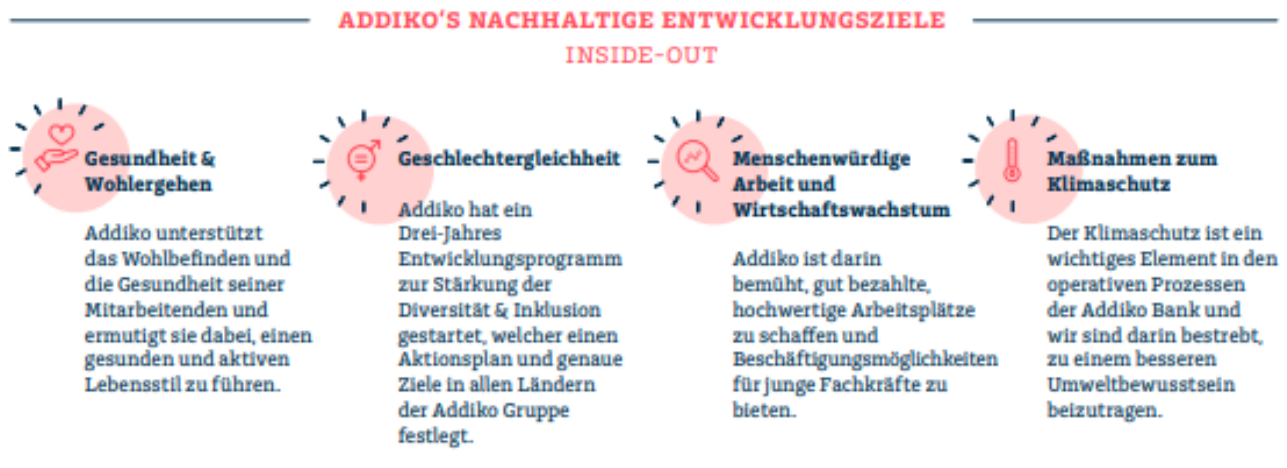 ADDIKO'S NACHHALTIGE ENTWICKLUNGSZIELE
INSIDE-OUT
Gesundheit &
Wohlergehen
Addiko unterstützt
das Wohlbefinden und
die Gesundheit seiner
Mitarbeitenden und
ermutigt sie dabei, einen
gesunden und aktiven
Lebensstil zu führen.
Geschlechtergleichheit
Addiko hat ein
Drei-Jahres
Entwicklungsprogramm
zur Stärkung der
Diversität & Inklusion
gestartet, welcher einen
Aktionsplan und genaue
Ziele in allen Ländern
der Addiko Gruppe
festlegt.
Menschenwürdige
Arbeit und
Wirtschaftswachstum
Addiko ist darin
bemüht, gut bezahlte,
hochwertige Arbeitsplätze
zu schaffen und
Beschäftigungsmöglichkeiten
für junge Fachkräfte zu
bieten.
Maßnahmen zum
Klimaschutz
Der Klimaschutz ist ein
wichtiges Element in den
operativen Prozessen
der Addiko Bank und
wir sind darin bestrebt,
zu einem besseren
Umweltbewusstsein
beizutragen.